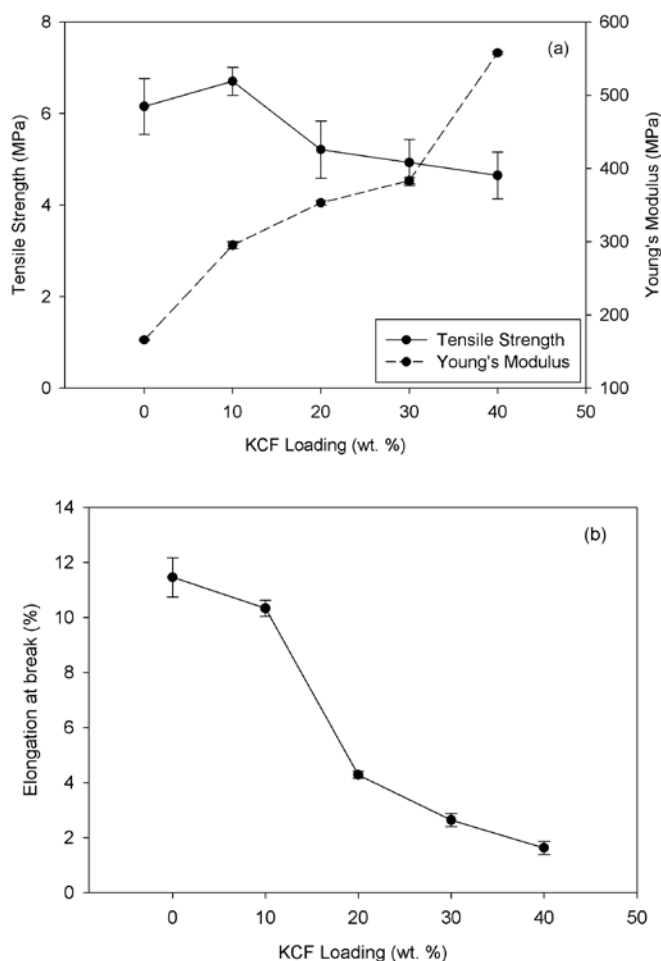 (a)
Tensile Strength (MPa)
8
6
4
2
0
Young's Modulus (MPa)
600
500
400
300
200
100
Tensile Strength
Young's Modulus
0 10 20 30 40 50
KCF Loading (wt. %)
(b)
Elongation at break (%)
14
12
10
8
6
4
2
0
0 10 20 30 40 50
KCF Loading (wt. %)